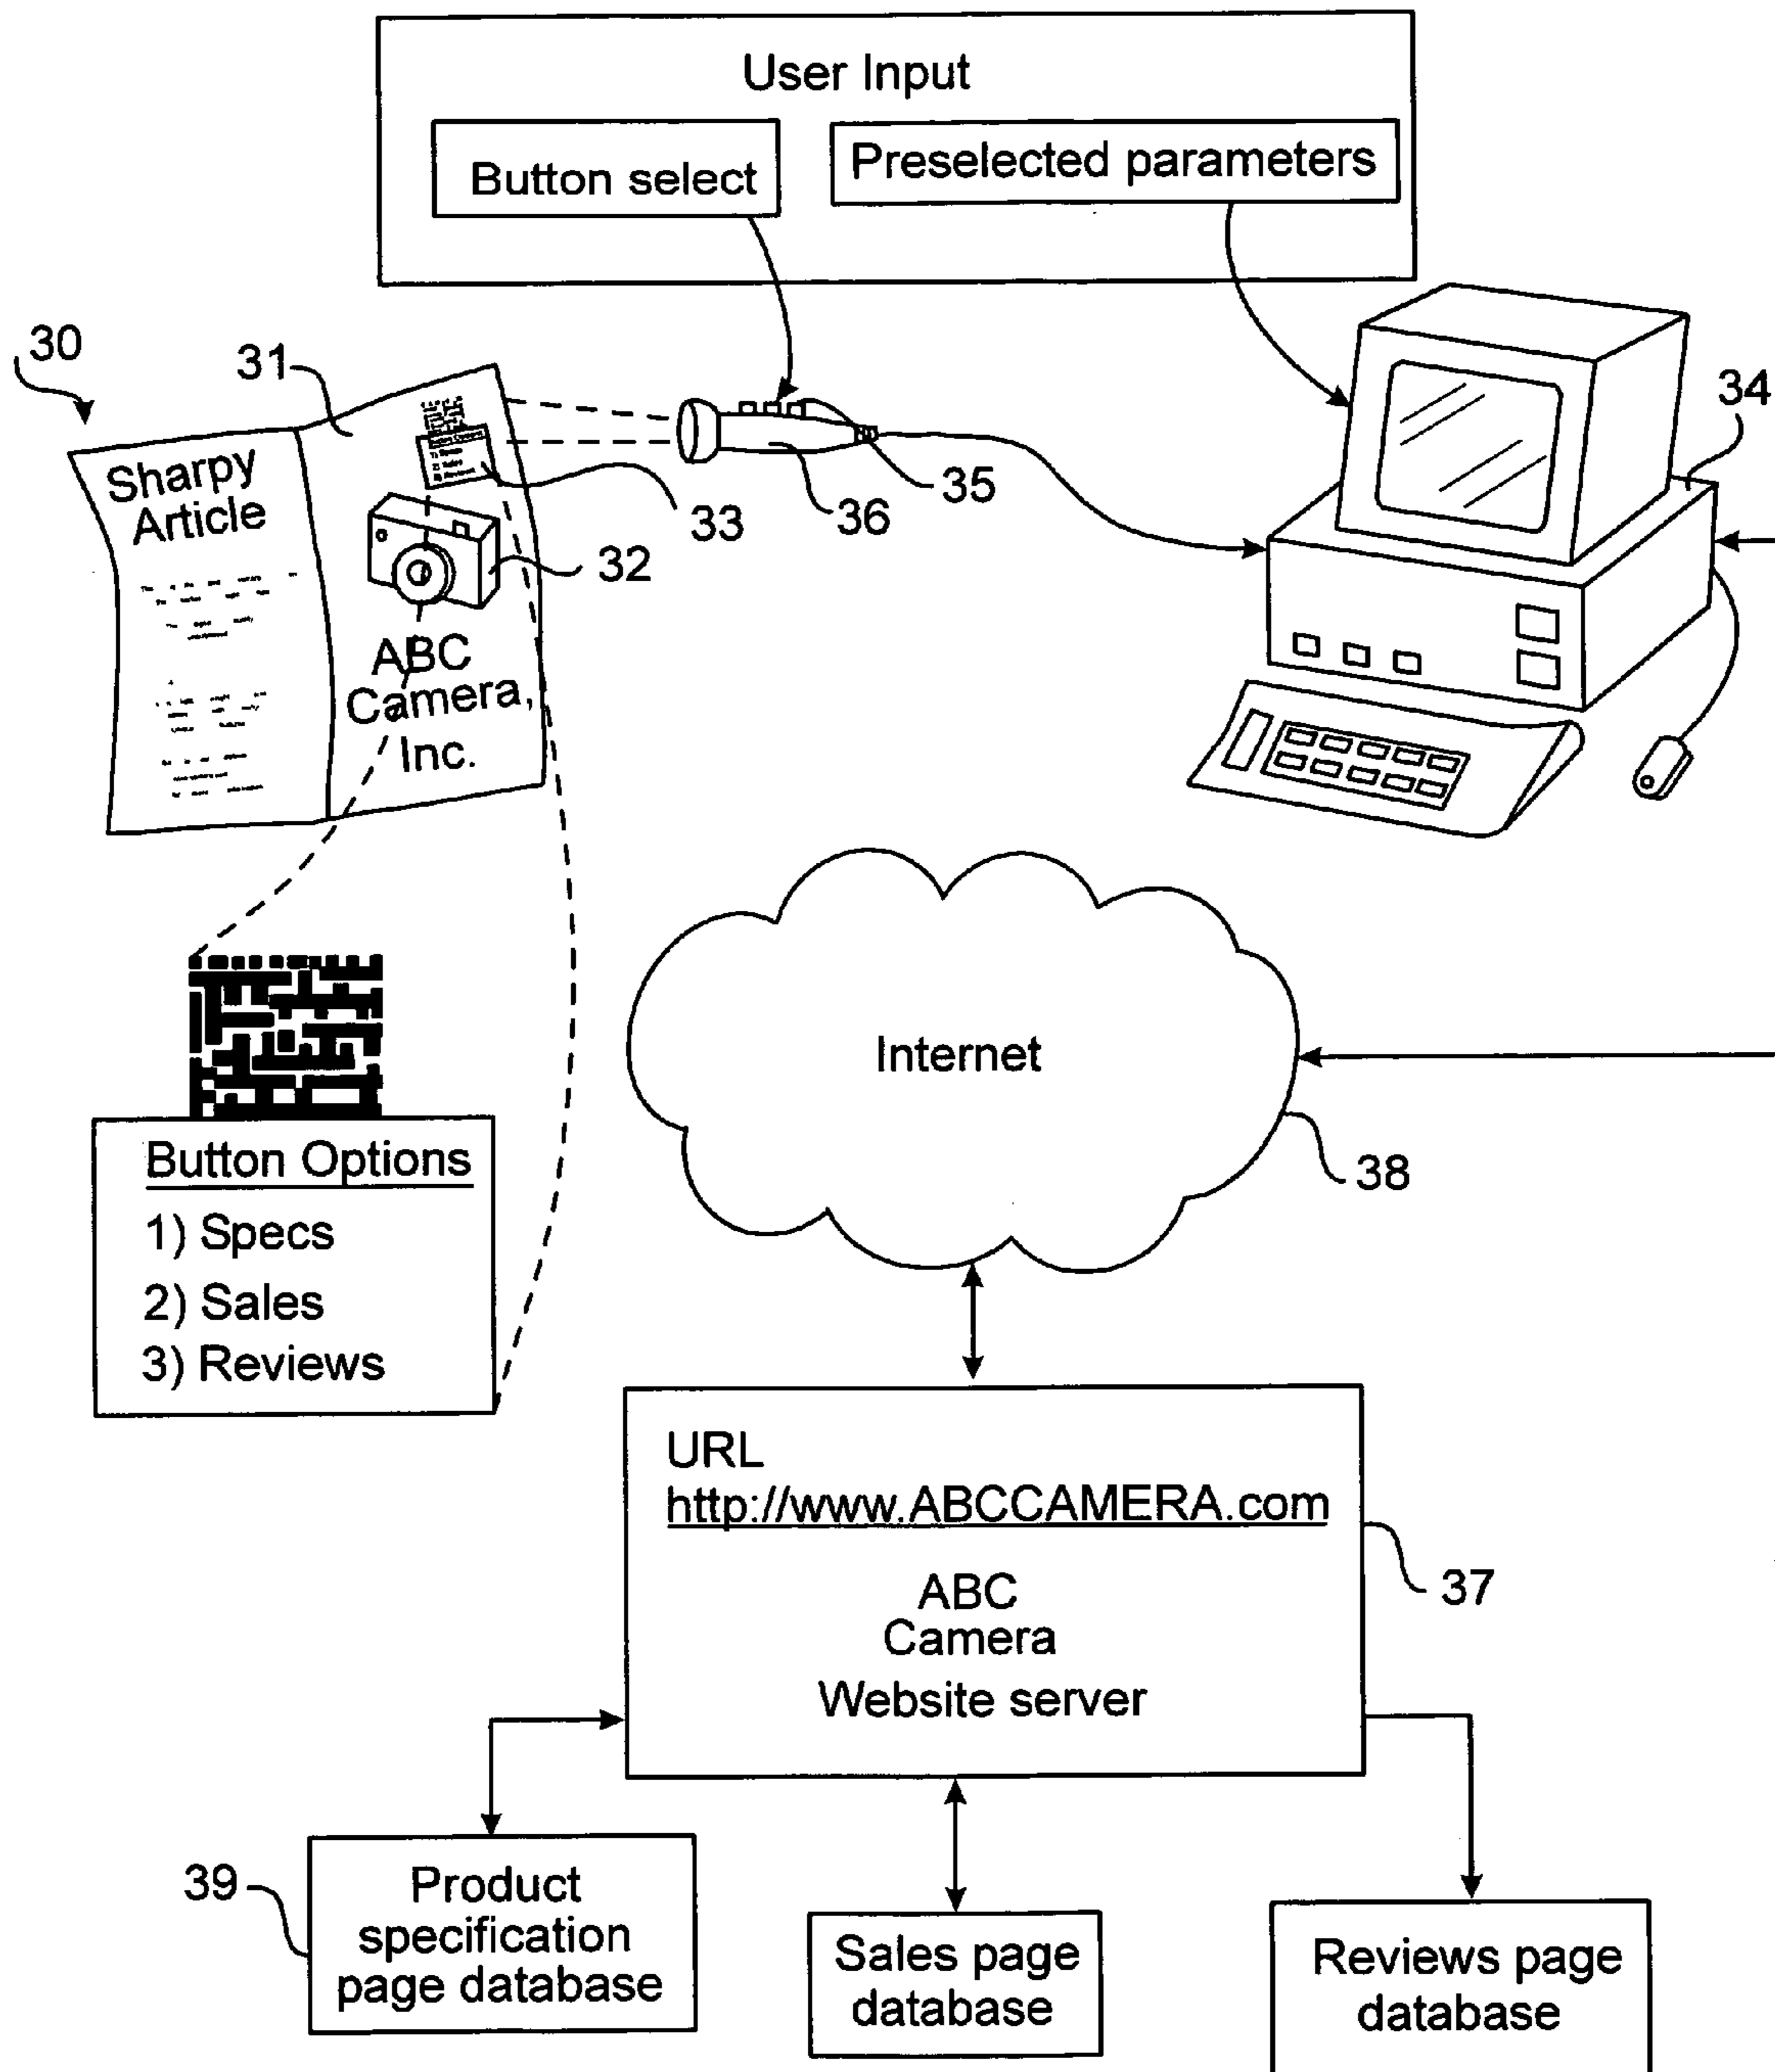 User Input
Button select
Preselected parameters
30
31
34
Sharpy
Article
35
36
33
32
ABC
Camera,
Inc.
Internet
38
Button Options
1) Specs
2) Sales
3) Reviews
URL
http://www.ABCCAMERA.com
37
ABC
Camera
Website server
39
Product
specification
page database
Sales page
database
Reviews page
database